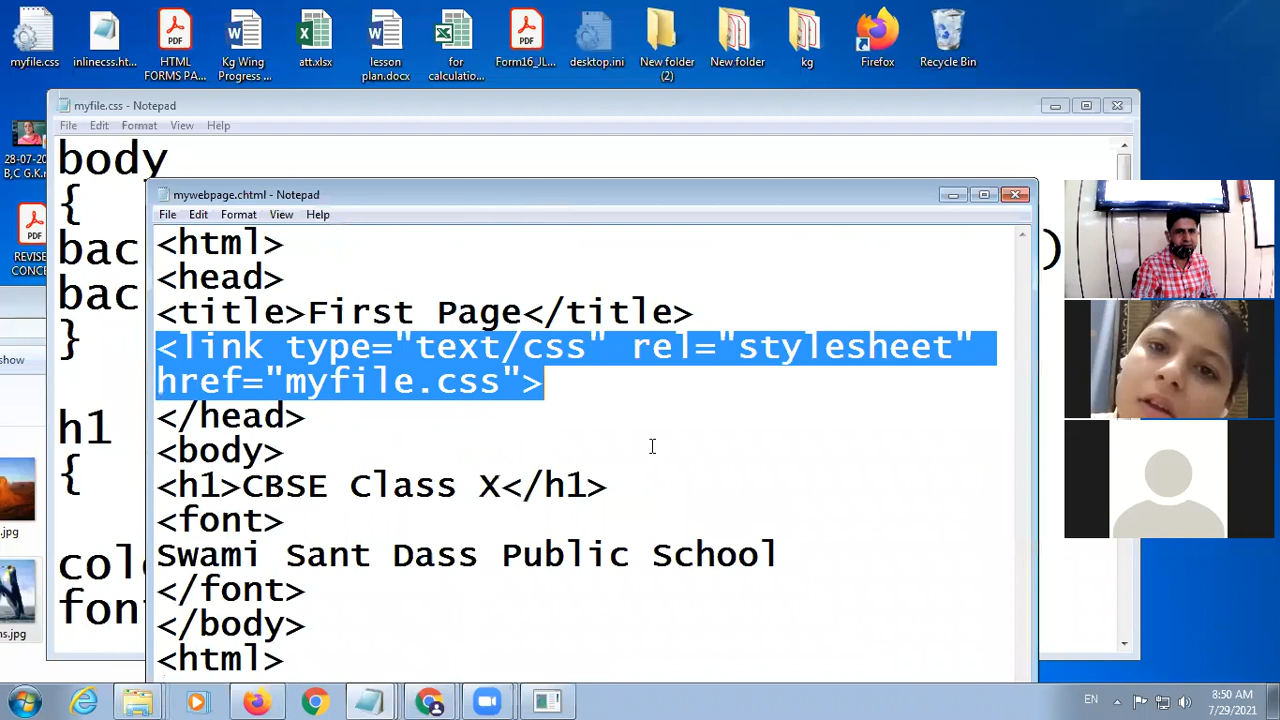 myfile.css
inlinecss.ht...
HTML
FORMS PA...
Kg Wing
Progress ...
att.xlsx
lesson
plan.docx
for
calculatio...
Form16_JL...
desktop.ini
New folder
(2)
New folder
kg
Firefox
Recycle Bin
28-07-20
B,C G.K.r
REVISE
CONCE
myfile.css - Notepad
File Edit Format View Help
body
{
bac )
bac
}
h1
{
colo
fon
show
.jpg
ns.jpg
mywebpage.chtml - Notepad
File Edit Format View Help
<html>
<head>
<title>First Page</title>
<link type="text/css" rel="stylesheet"
href="myfile.css">
</head>
<body>
<h1>CBSE Class X</h1>
<font>
Swami Sant Dass Public School
</font>
</body>
<html>
EN
8:50 AM
7/29/2021